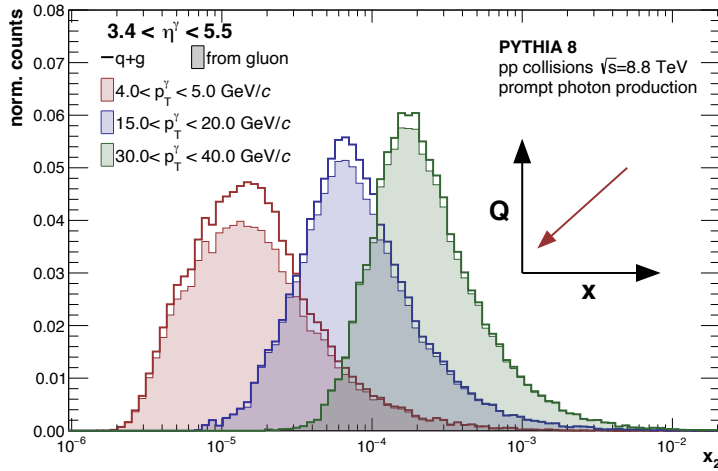 norm. counts
0.08
0.07
0.06
0.05
0.04
0.03
0.02
0.01
0.00
3.4 < η^γ < 5.5
q+g
from gluon
4.0< p_T^γ < 5.0 GeV/c
15.0< p_T^γ < 20.0 GeV/c
30.0< p_T^γ < 40.0 GeV/c
PYTHIA 8
pp collisions √s=8.8 TeV
prompt photon production
Q
x
10^-6
10^-5
10^-4
10^-3
10^-2
x_2